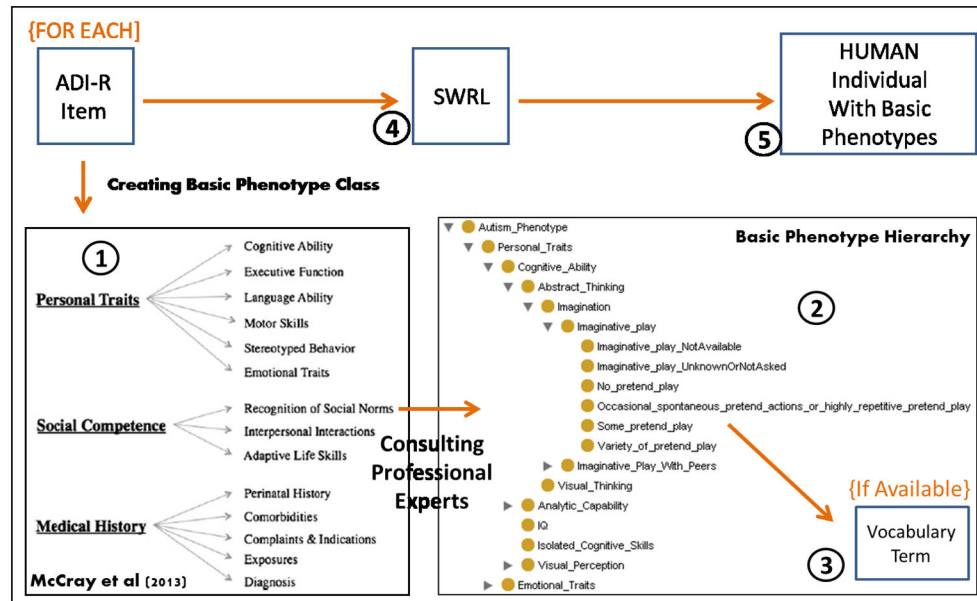 {FOR EACH]
ADI-R
Item
SWRL
HUMAN
Individual
With Basic
Phenotypes
4
5
Creating Basic Phenotype Class
1
Personal Traits
Cognitive Ability
Executive Function
Language Ability
Motor Skills
Stereotyped Behavior
Emotional Traits
Social Competence
Recognition of Social Norms
Interpersonal Interactions
Adaptive Life Skills
Medical History
Perinatal History
Comorbidities
Complaints & Indications
Exposures
Diagnosis
McCray et al (2013)
Consulting
Professional
Experts
Basic Phenotype Hierarchy
2
Autism_Phenotype
Personal_Traits
Cognitive_Ability
Abstract_Thinking
Imagination
Imaginative_play
Imaginative_play_NotAvailable
Imaginative_play_UnknownOrNotAsked
No_pretend_play
Occasional_spontaneous_pretend_actions_or_highly_repetitive_pretend_play
Some_pretend_play
Variety_of_pretend_play
Imaginative_Play_With_Peers
Visual_Thinking
Analytic_Capability
IQ
Isolated_Cognitive_Skills
Visual_Perception
Emotional_Traits
{If Available}
3
Vocabulary
Term